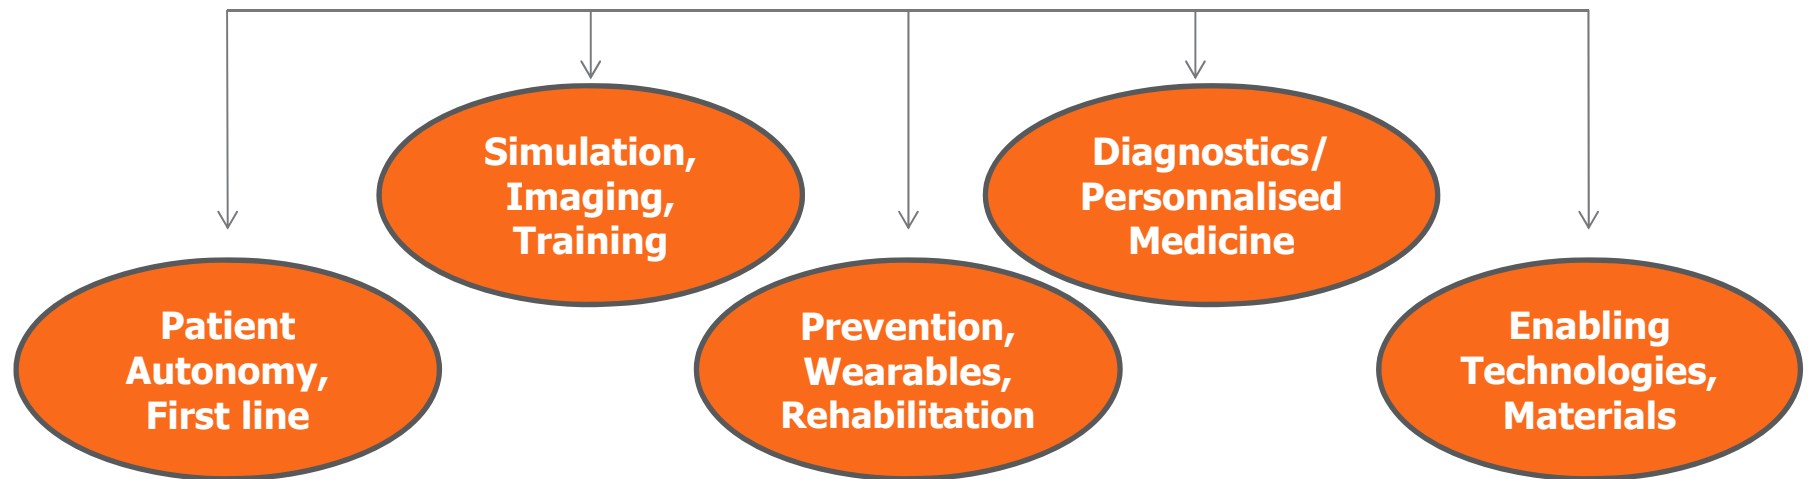 Patient
Autonomy,
First line
Simulation,
Imaging,
Training
Prevention,
Wearables,
Rehabilitation
Diagnostics/
Personnalised
Medicine
Enabling
Technologies,
Materials